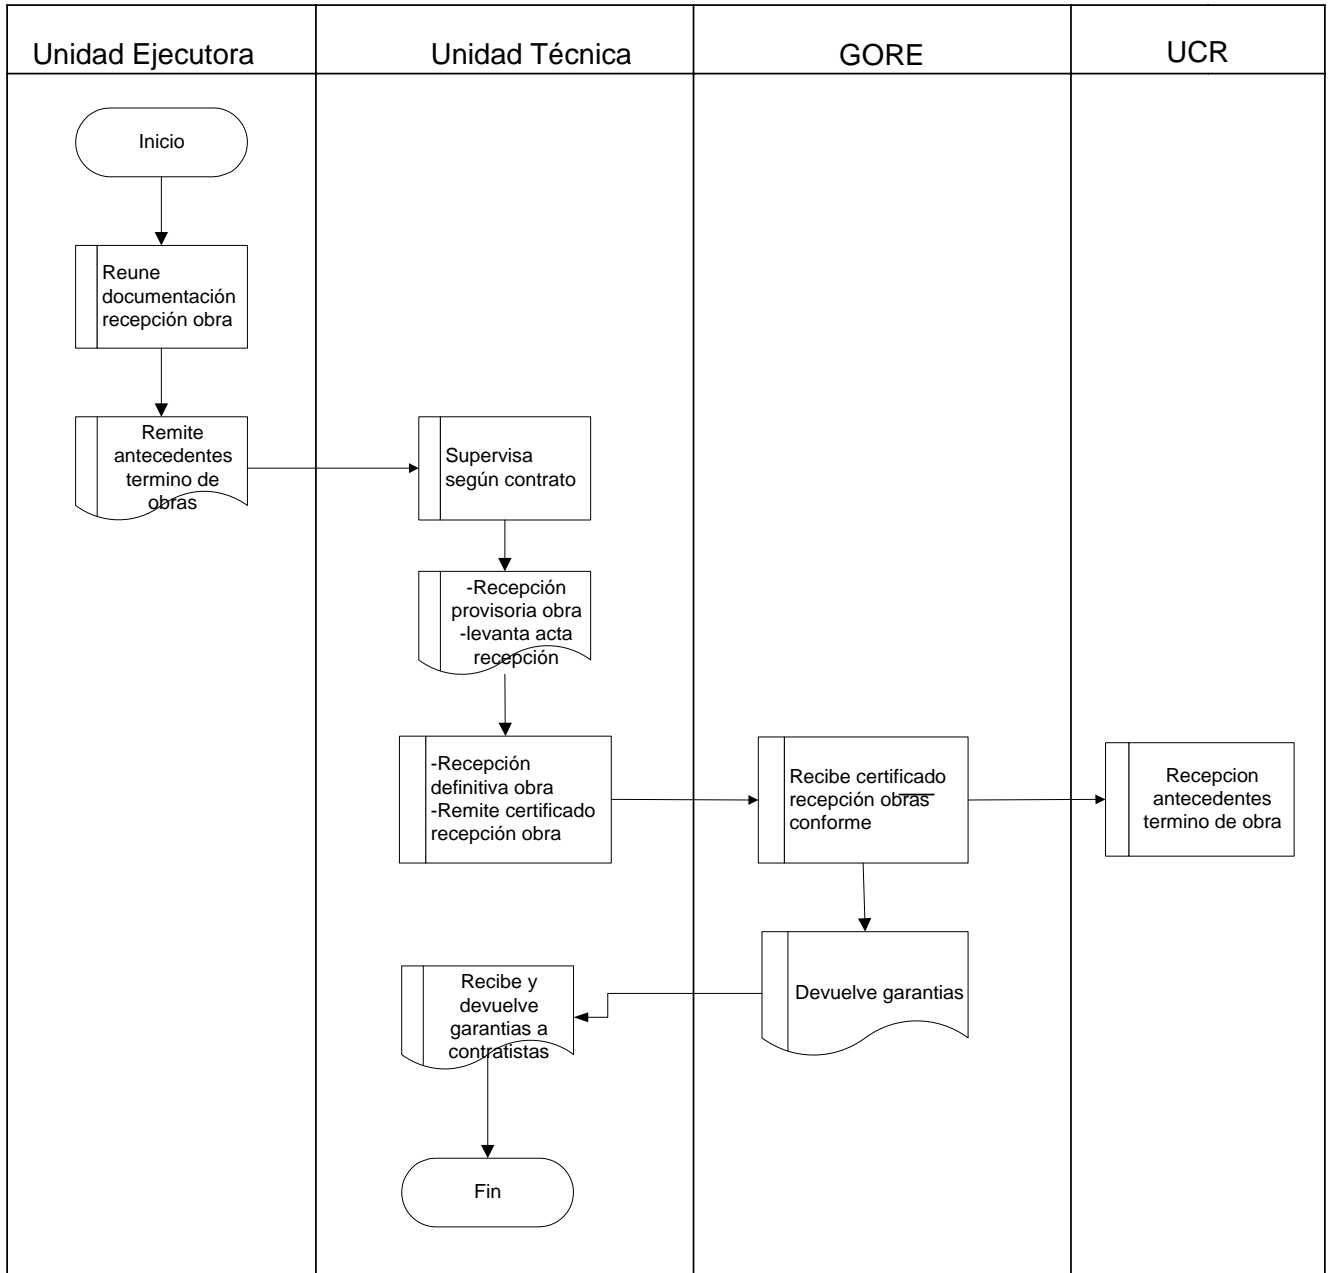 Unidad Ejecutora
Unidad Técnica
GORE
UCR
Inicio
Reune
documentación
recepción obra
Remite
antecedentes
termino de
obras
Supervisa
según contrato
-Recepción
provisoria obra
-levanta acta
recepción
-Recepción
definitiva obra
-Remite certificado
recepción obra
Recibe certificado
recepción obras
conforme
Recepcion
antecedentes
termino de obra
Devuelve garantias
Recibe y
devuelve
garantias a
contratistas
Fin